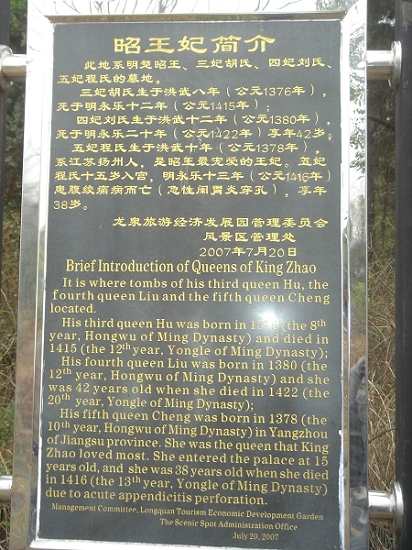 昭王妃简介
此地系明楚昭王、三妃胡氏、四妃刘氏、
五妃程氏的墓地。
三妃胡氏生于洪武八年（公元1376年），
死于明永乐十二年（公元1415年）；
四妃刘氏生于洪武十二年（公元1380年），
死于明永乐二十年（公元1422年）享年42岁；
五妃程氏生于洪武十年（公元1378年），
系江苏扬州人，是昭王最宠爱的王妃。五妃
程氏十五岁入宫，明永乐十三年（公元1416年）
患腹绞痛病而亡（急性阑胃炎穿孔），享年
38岁。
龙泉旅游经济发展园管理委员会
风景区管理处
2007年7月20日
Brief Introduction of Queens of King Zhao
It is where tombs of his third queen Hu, the
fourth queen Liu and the fifth queen Cheng
located.
His third queen Hu was born in (the 8th
year, Hongwu of Ming Dynasty) and died in
1415 (the 12th year, Yongle of Ming Dynasty);
His fourth queen Liu was born in 1380 (the
12th year, Hongwu of Ming Dynasty) and she
was 42 years old when she died in 1422 (the
20th year, Yongle of Ming Dynasty);
His fifth queen Cheng was born in 1378 (the
10th year, Hongwu of Ming Dynasty) in Yangzhou
of Jiangsu province. She was the queen that King
Zhao loved most. She entered the palace at 15
years old, and she was 38 years old when she died
in 1416 (the 13th year, Yongle of Ming Dynasty)
due to acute appendicitis perforation.
Management Committee, Longquan Tourism Economic Development Garden
The Scenic Spot Administration Office
July 20, 2007